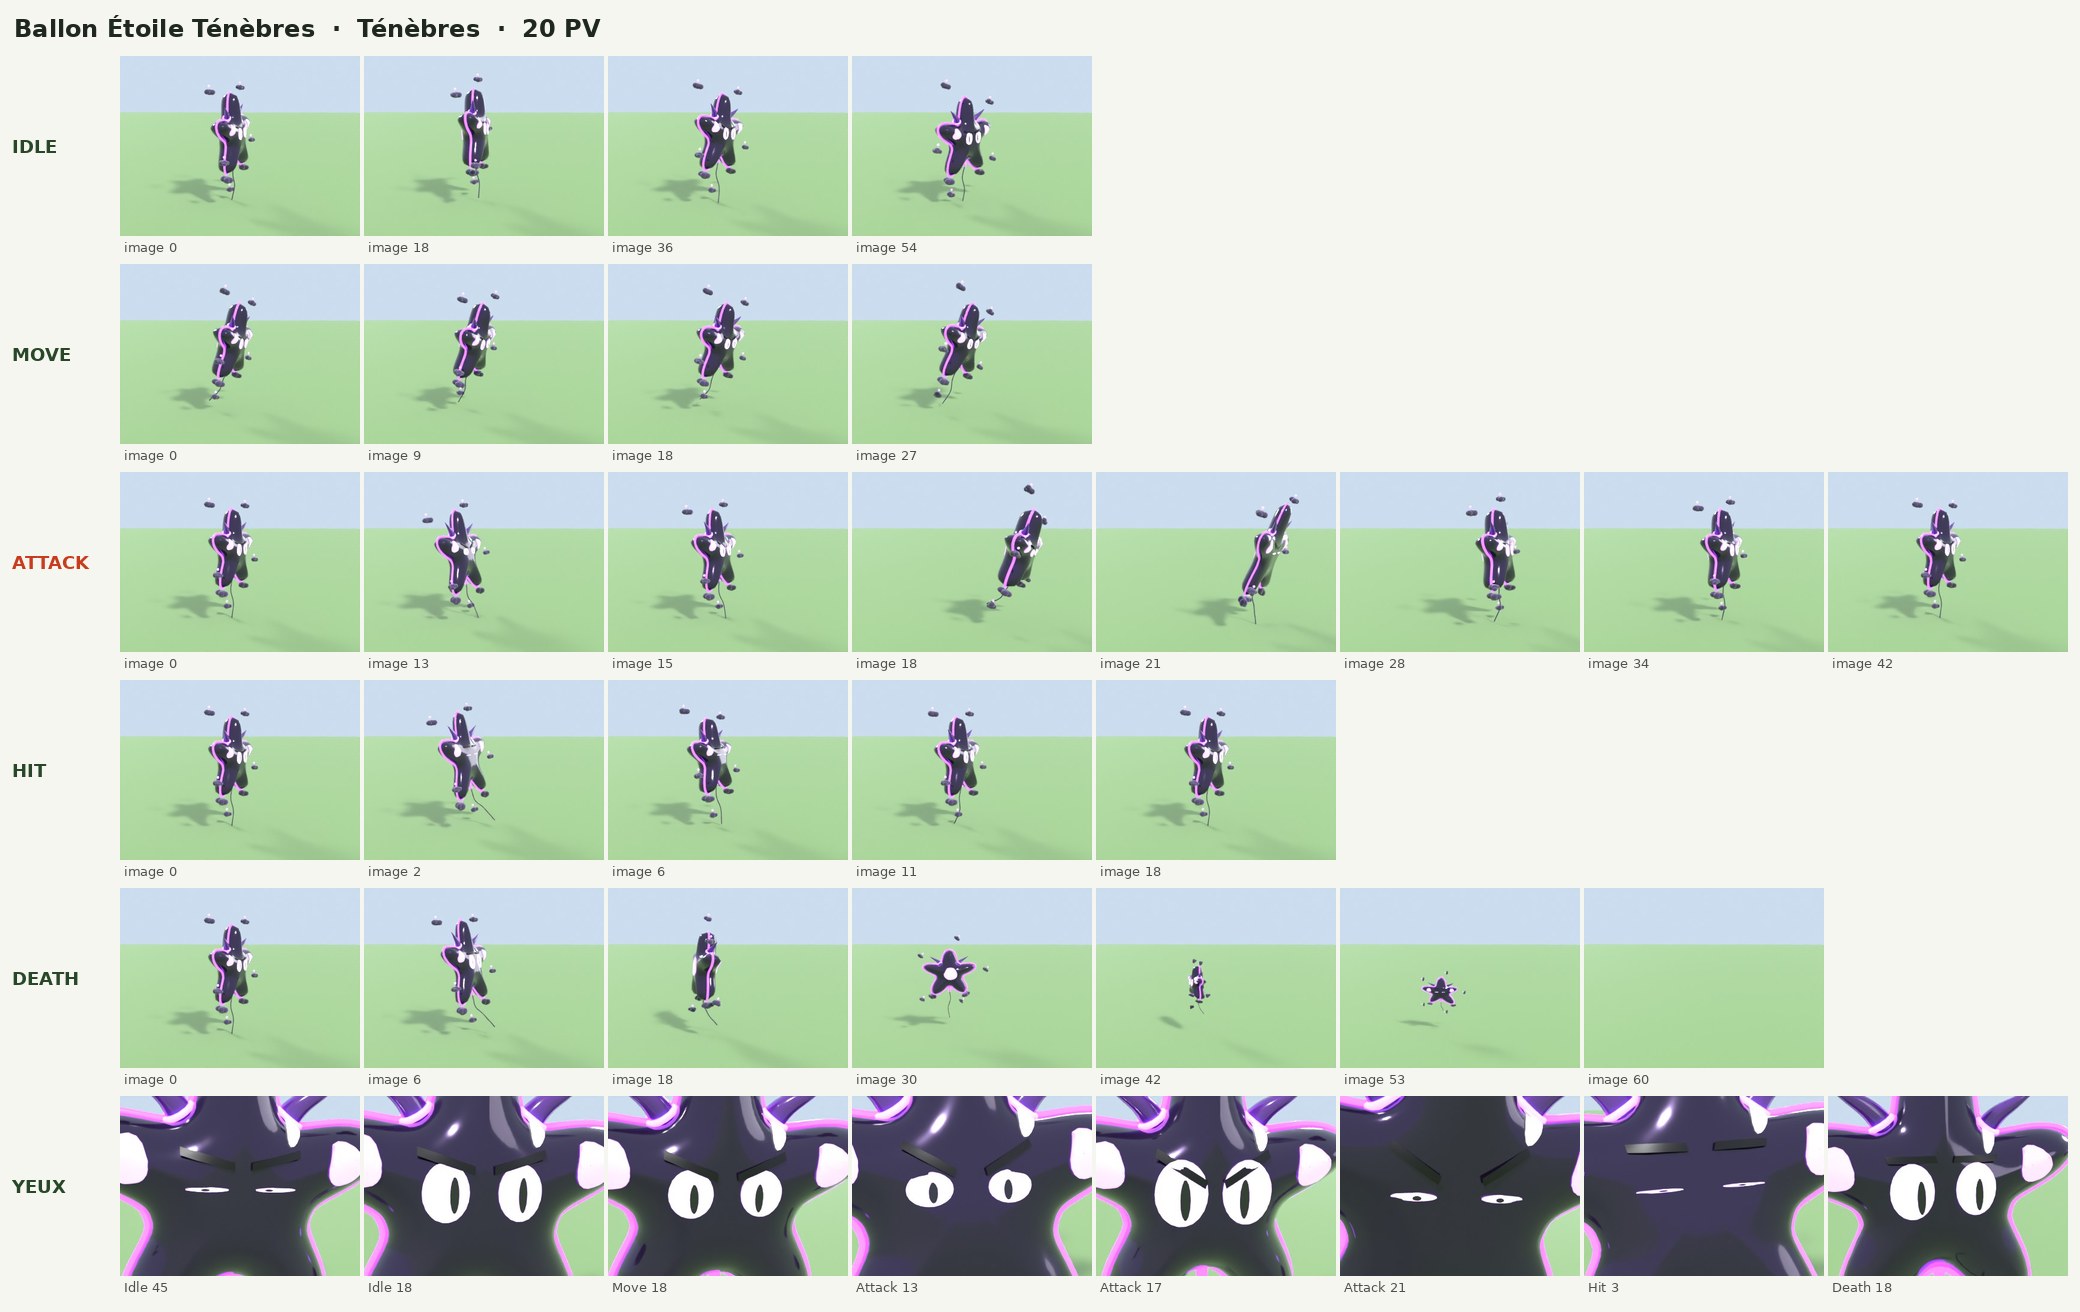 Ballon Étoile Ténèbres · Ténèbres · 20 PV
IDLE
image 0
image 18
image 36
image 54
MOVE
image 0
image 9
image 18
image 27
ATTACK
image 0
image 13
image 15
image 18
image 21
image 28
image 34
image 42
HIT
image 0
image 2
image 6
image 11
image 18
DEATH
image 0
image 6
image 18
image 30
image 42
image 53
image 60
YEUX
Idle 45
Idle 18
Move 18
Attack 13
Attack 17
Attack 21
Hit 3
Death 18